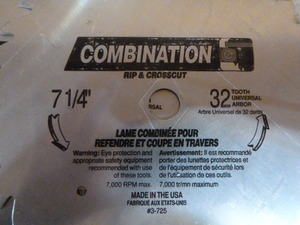 COMBINATION
RIP & CROSSCUT
7 1/4"
32 TOOTH
UNIVERSAL
ARBOR
Arbre Universel da 32 dents
LAME COMBINÉE POUR
REFENDRE ET COUPE EN TRAVERS
Warning: Eye protection and
appropriate safety equipment
recommended with use
of these tools.
7,000 RPM max.
Avertissement: Il est recommandé
porter des lunettes protectrices et
de l'équipement de sécurité lors
de l'utilisation de ces outils.
7,000 tr/min maximum
MADE IN THE USA
FABRIQUÉ AUX ETATS-UNIS
#3-725